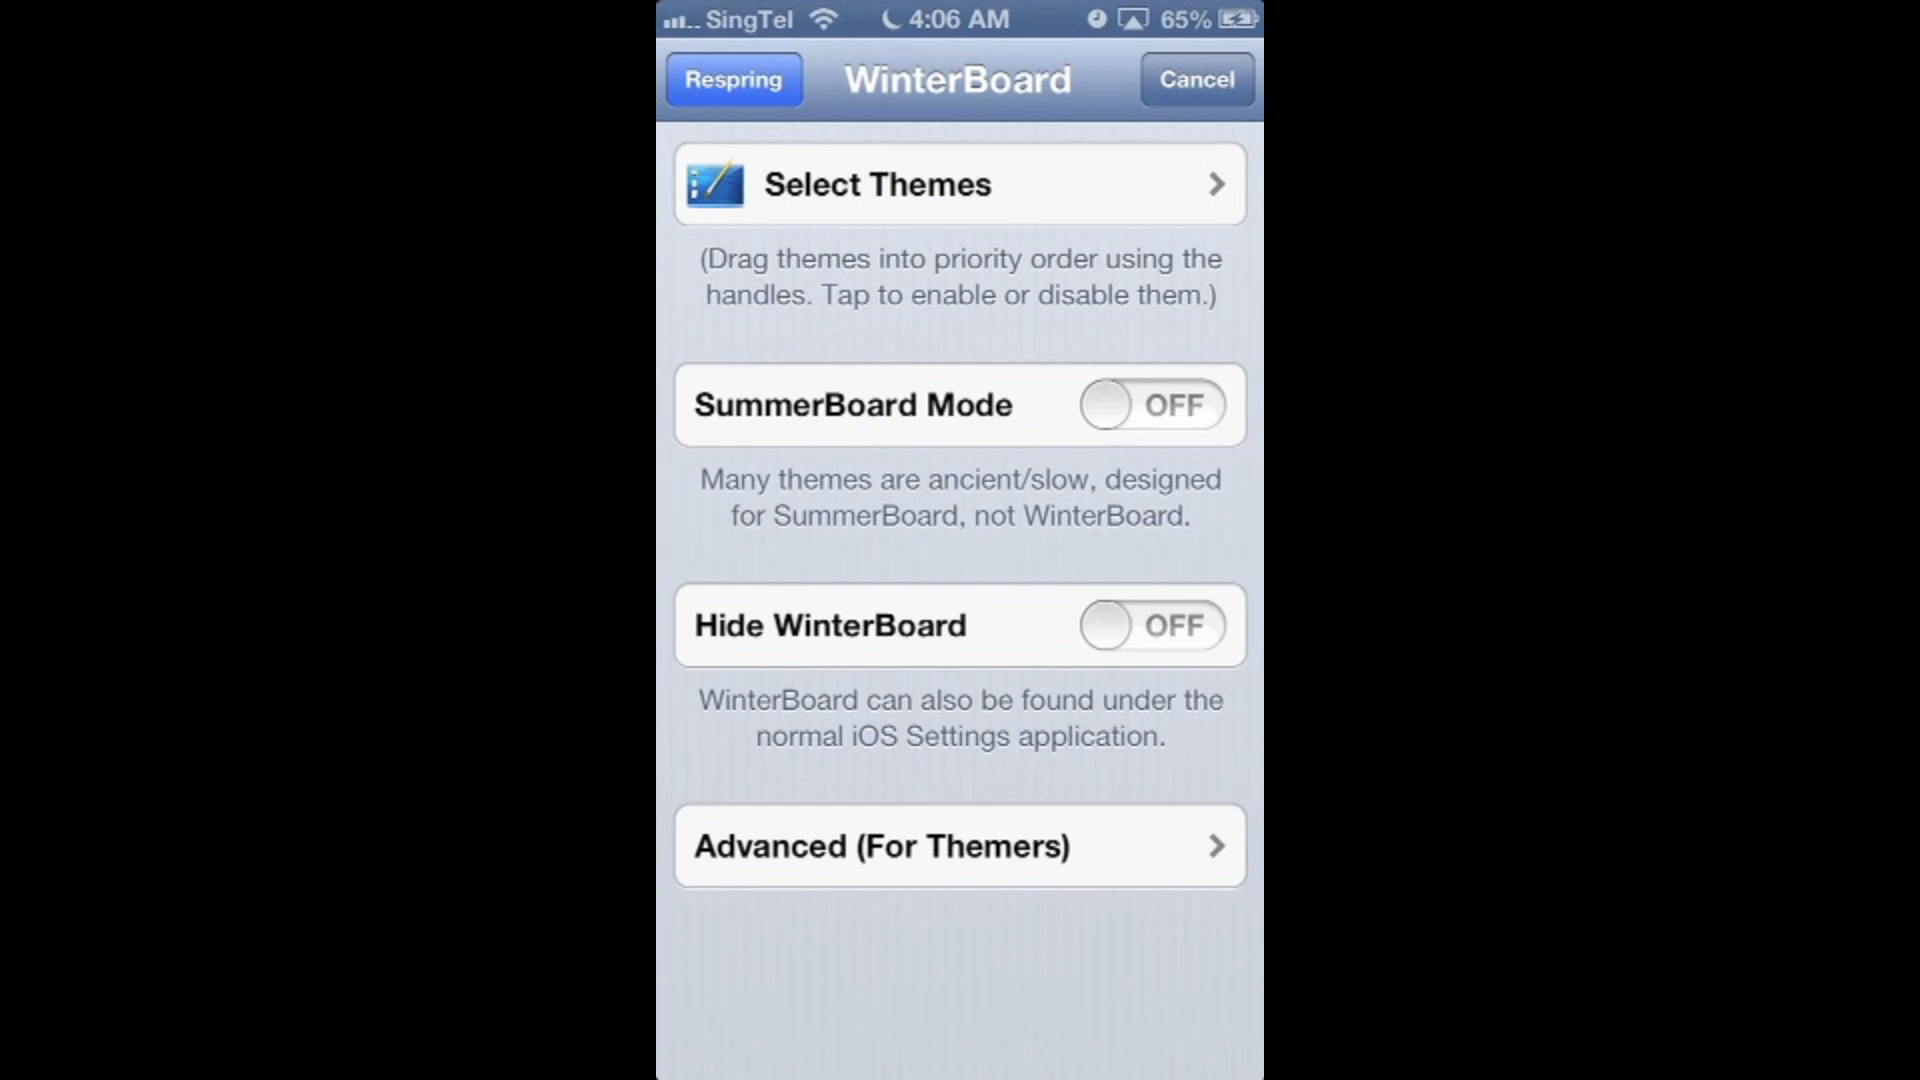 SingTel 4:06 AM 65%
Respring WinterBoard Cancel
Select Themes
(Drag themes into priority order using the
handles. Tap to enable or disable them.)
SummerBoard Mode OFF
Many themes are ancient/slow, designed
for SummerBoard, not WinterBoard.
Hide WinterBoard OFF
WinterBoard can also be found under the
normal iOS Settings application.
Advanced (For Themers)